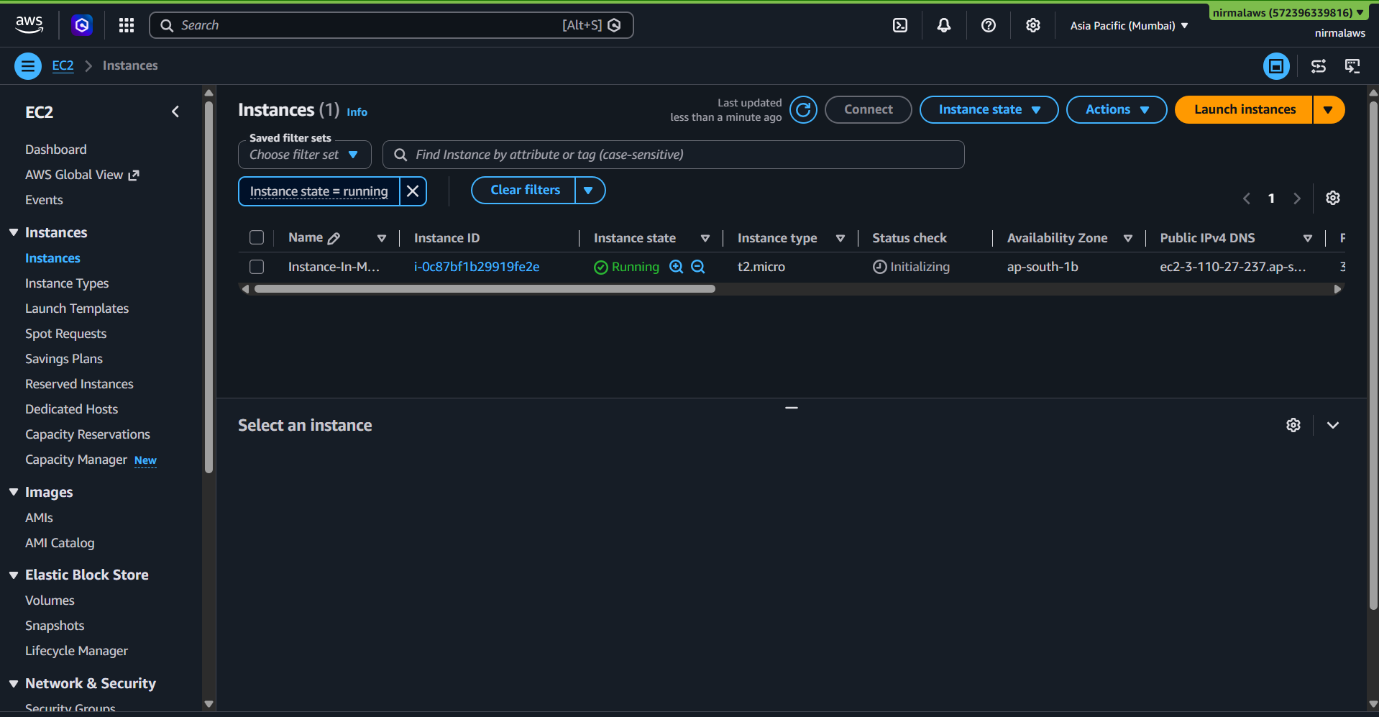 nirmalaws (572396339816)
aws
Search [Alt+S]
Asia Pacific (Mumbai)
nirmalaws
EC2 > Instances
EC2
Dashboard
AWS Global View
Events
Instances
Instances
Instance Types
Launch Templates
Spot Requests
Savings Plans
Reserved Instances
Dedicated Hosts
Capacity Reservations
Capacity Manager New
Images
AMIs
AMI Catalog
Elastic Block Store
Volumes
Snapshots
Lifecycle Manager
Network & Security
Security Groups
Instances (1) Info
Last updated
less than a minute ago
Connect
Instance state
Actions
Launch instances
Saved filter sets
Choose filter set
Find Instance by attribute or tag (case-sensitive)
Instance state = running
Clear filters
1
Name Instance ID Instance state Instance type Status check Availability Zone Public IPv4 DNS
Instance-In-M... i-0c87bf1b29919fe2e Running t2.micro Initializing ap-south-1b ec2-3-110-27-237.ap-s... 3
Select an instance